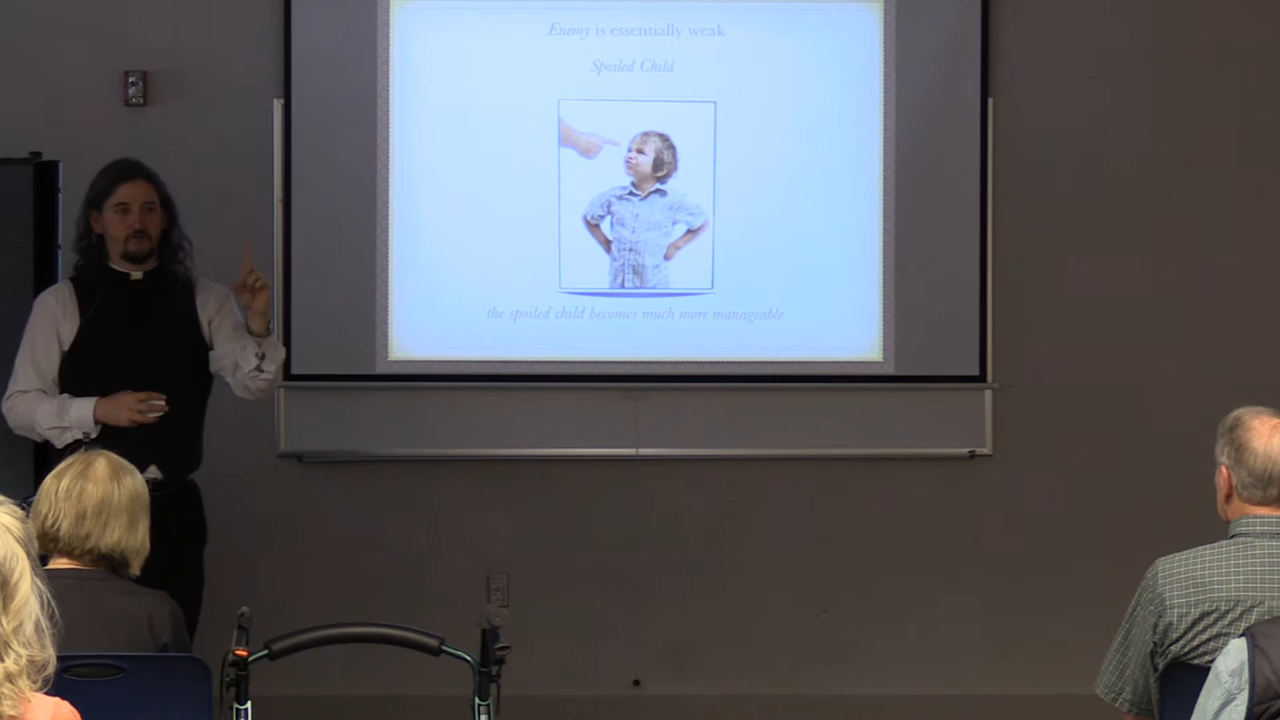 Enemy is essentially weak
Spoiled Child
the spoiled child becomes much more manageable